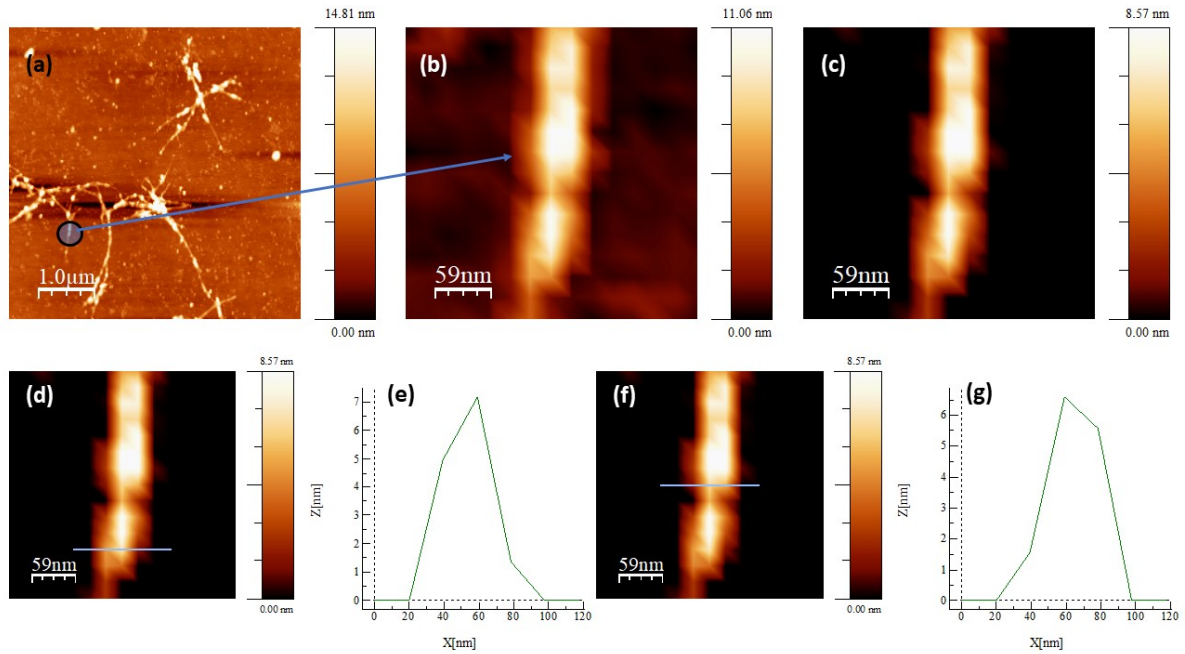 14.81 nm
11.06 nm
8.57 nm
(a)
(b)
(c)
1.0µm
59nm
59nm
0.00 nm
0.00 nm
0.00 nm
8.57 nm
8.57 nm
(d)
(e)
(f)
(g)
7
6
5
4
3
2
1
0
Z[nm]
0 20 40 60 80 100 120
X[nm]
59nm
0.00 nm
6
5
4
3
2
1
0
Z[nm]
0 20 40 60 80 100 120
X[nm]
59nm
0.00 nm